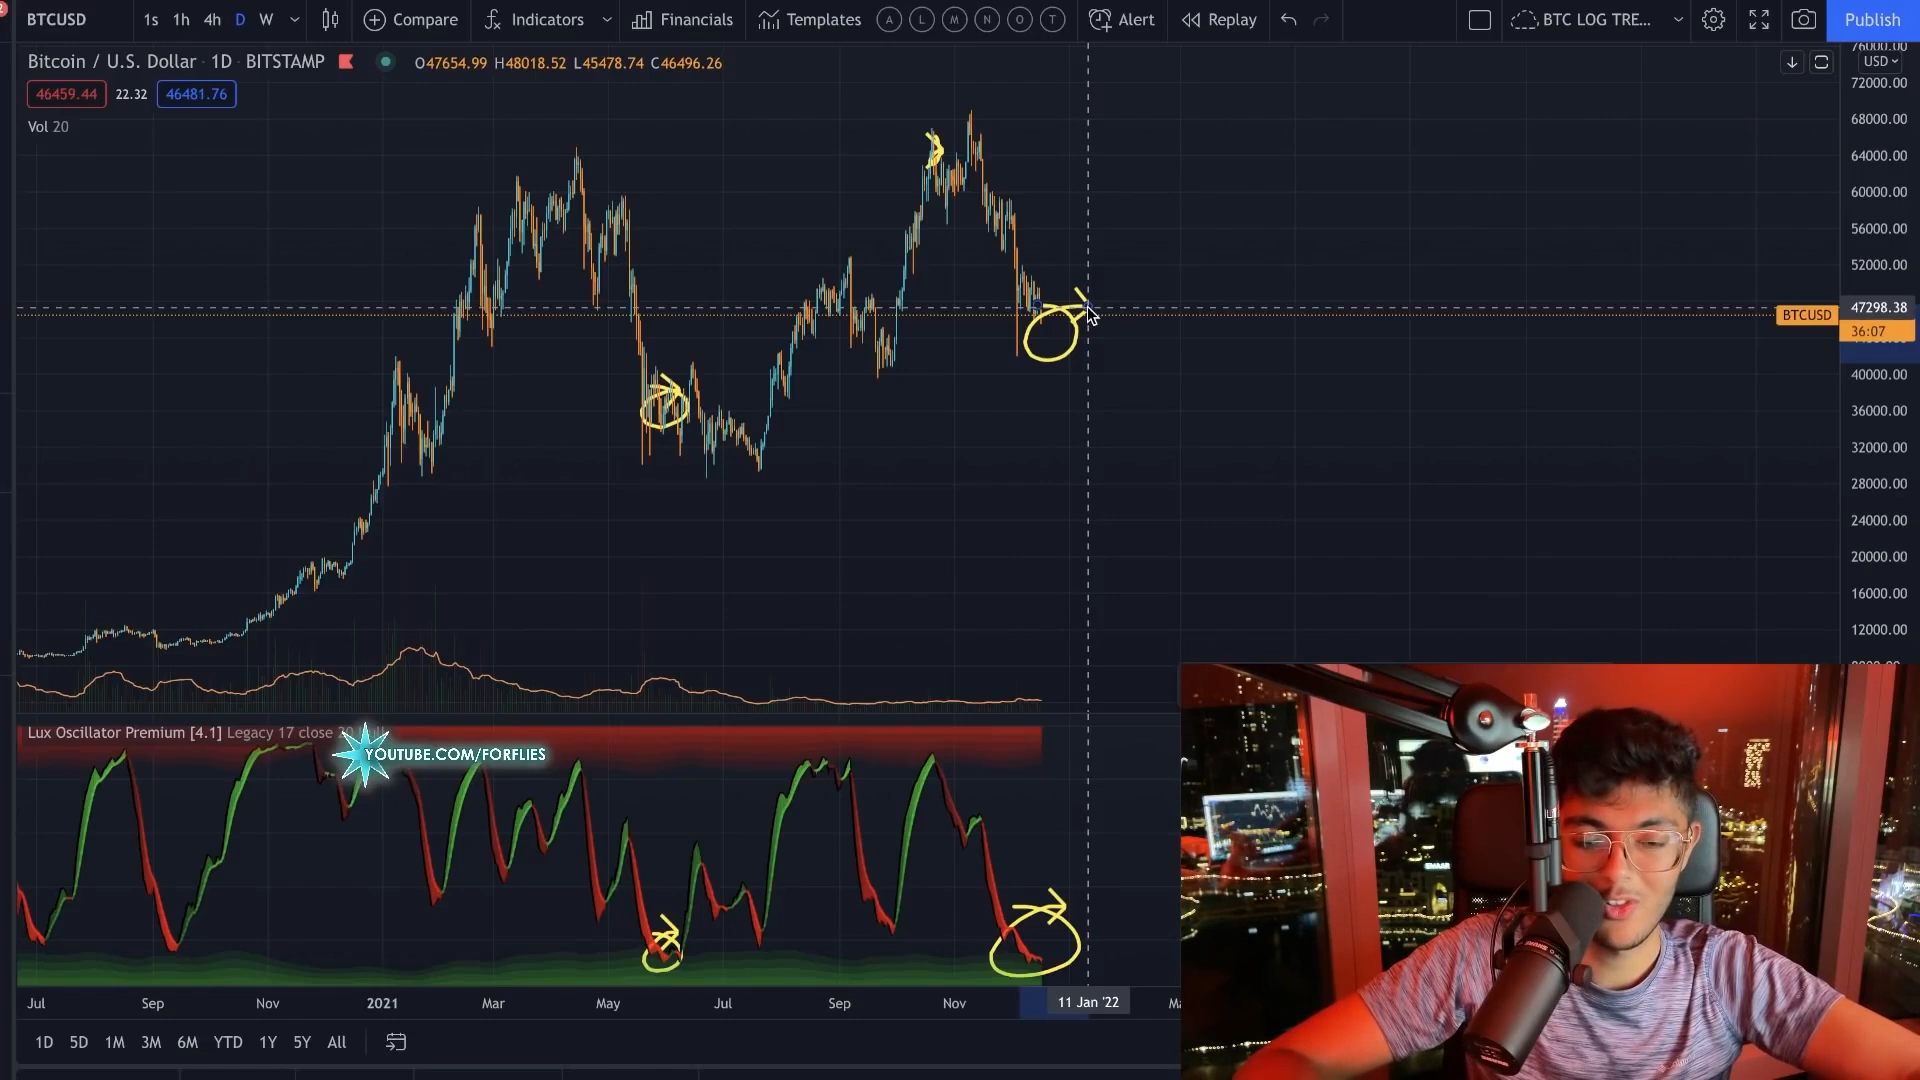 BTCUSD 1s 1h 4h D W Compare Indicators Financials Templates A L M N O T Alert Replay BTC LOG TRE... Publish
Bitcoin / U.S. Dollar · 1D · BITSTAMP O47654.99 H48018.52 L45478.74 C46496.26
USD
46459.44 22.32 46481.76
Vol 20
76000.00
72000.00
68000.00
64000.00
60000.00
56000.00
52000.00
47298.38
BTCUSD
36:07
40000.00
36000.00
32000.00
28000.00
24000.00
20000.00
16000.00
12000.00
Lux Oscillator Premium [4.1] Legacy 17 close
YOUTUBE.COM/FORFLIES
Jul Sep Nov 2021 Mar May Jul Sep Nov 11 Jan '22
1D 5D 1M 3M 6M YTD 1Y 5Y All